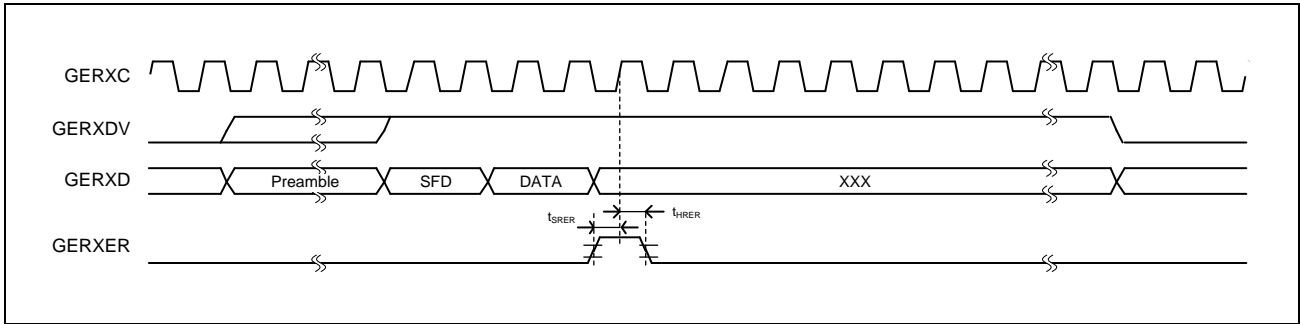 GERXC
GERXDV
GERXD Preamble SFD DATA XXX
tSRER tHRER
GERXER